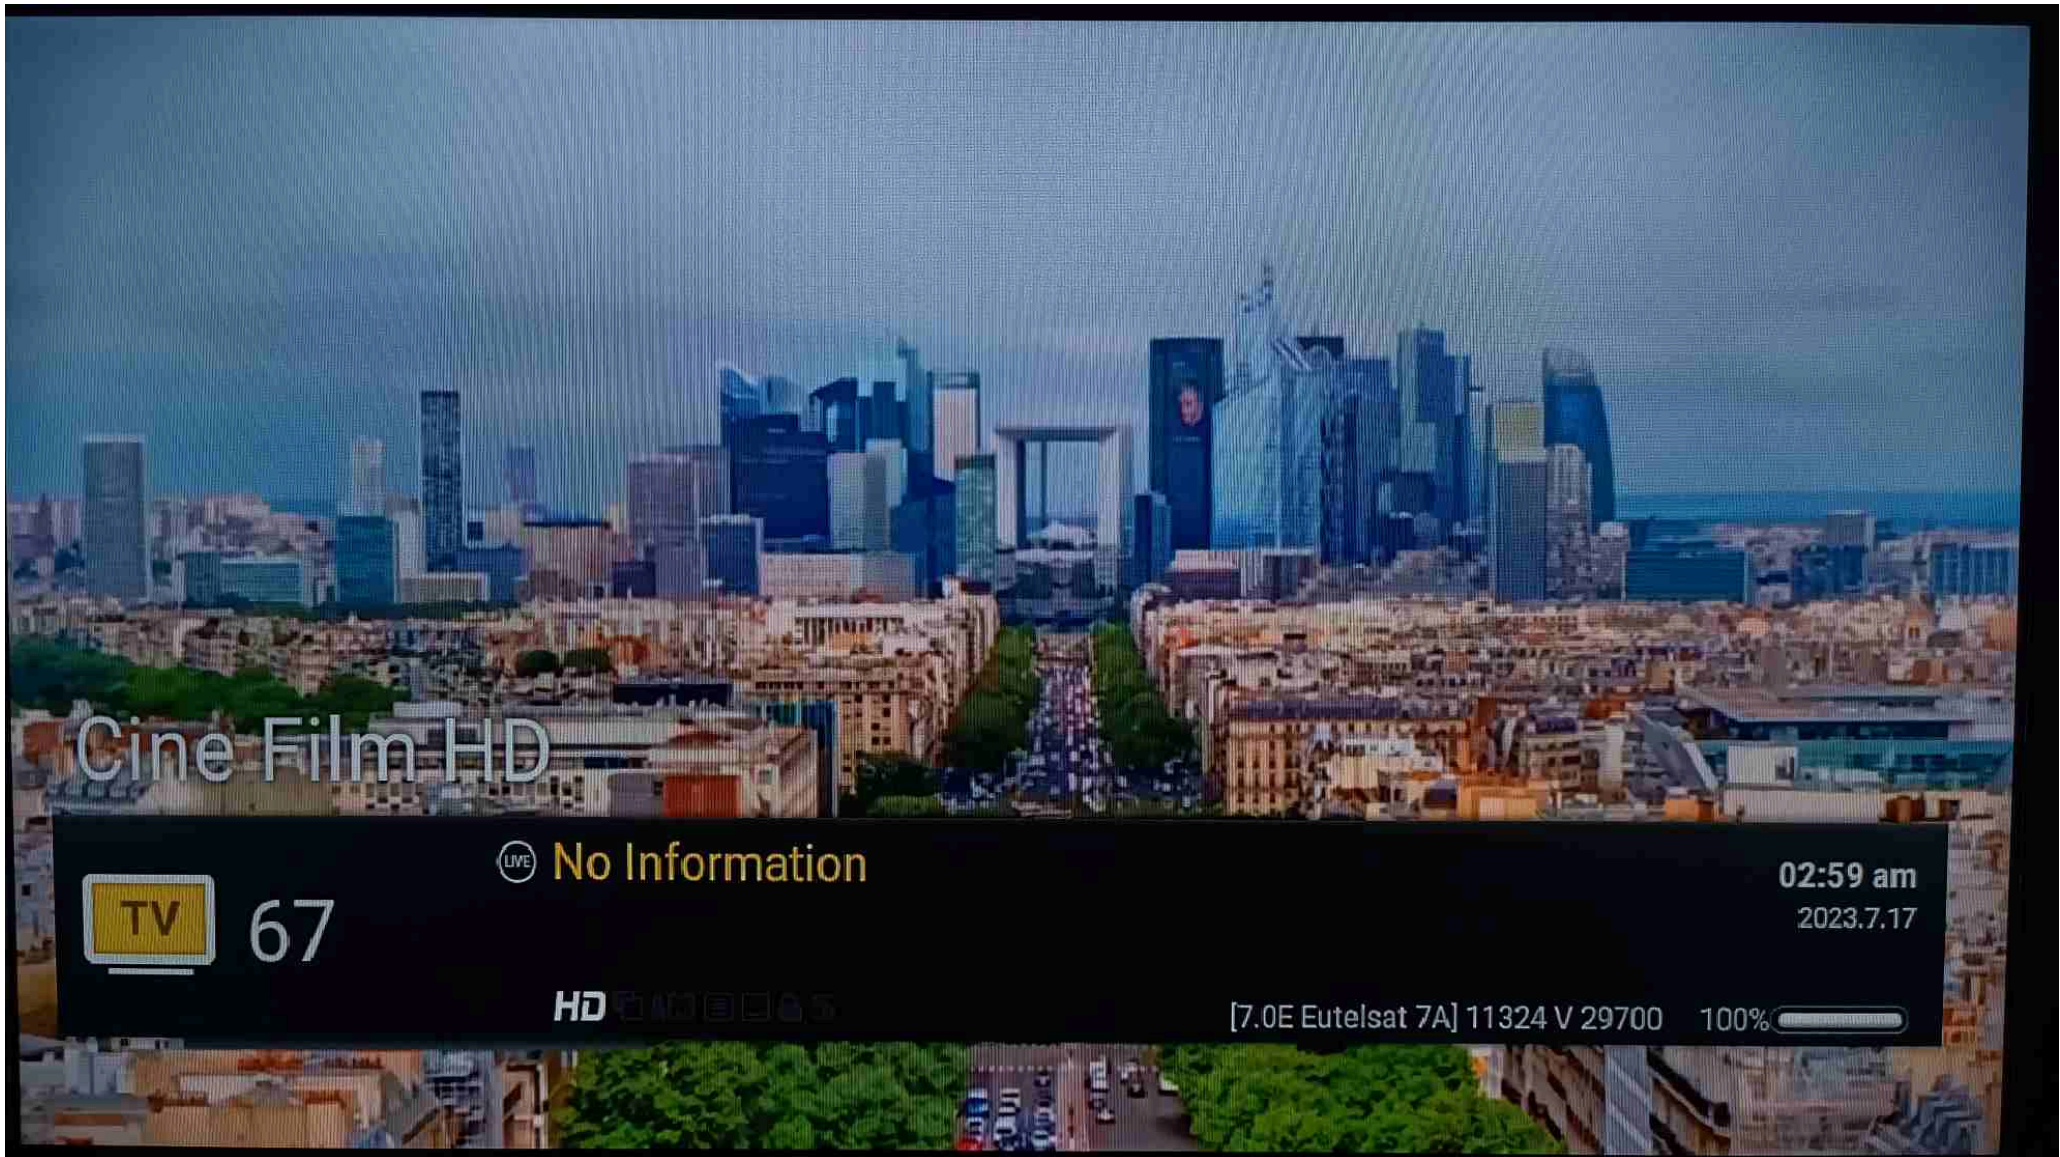 Cine Film HD
LIVE No Information
02:59 am
2023.7.17
TV 67
HD
[7.0E Eutelsat 7A] 11324 V 29700 100%